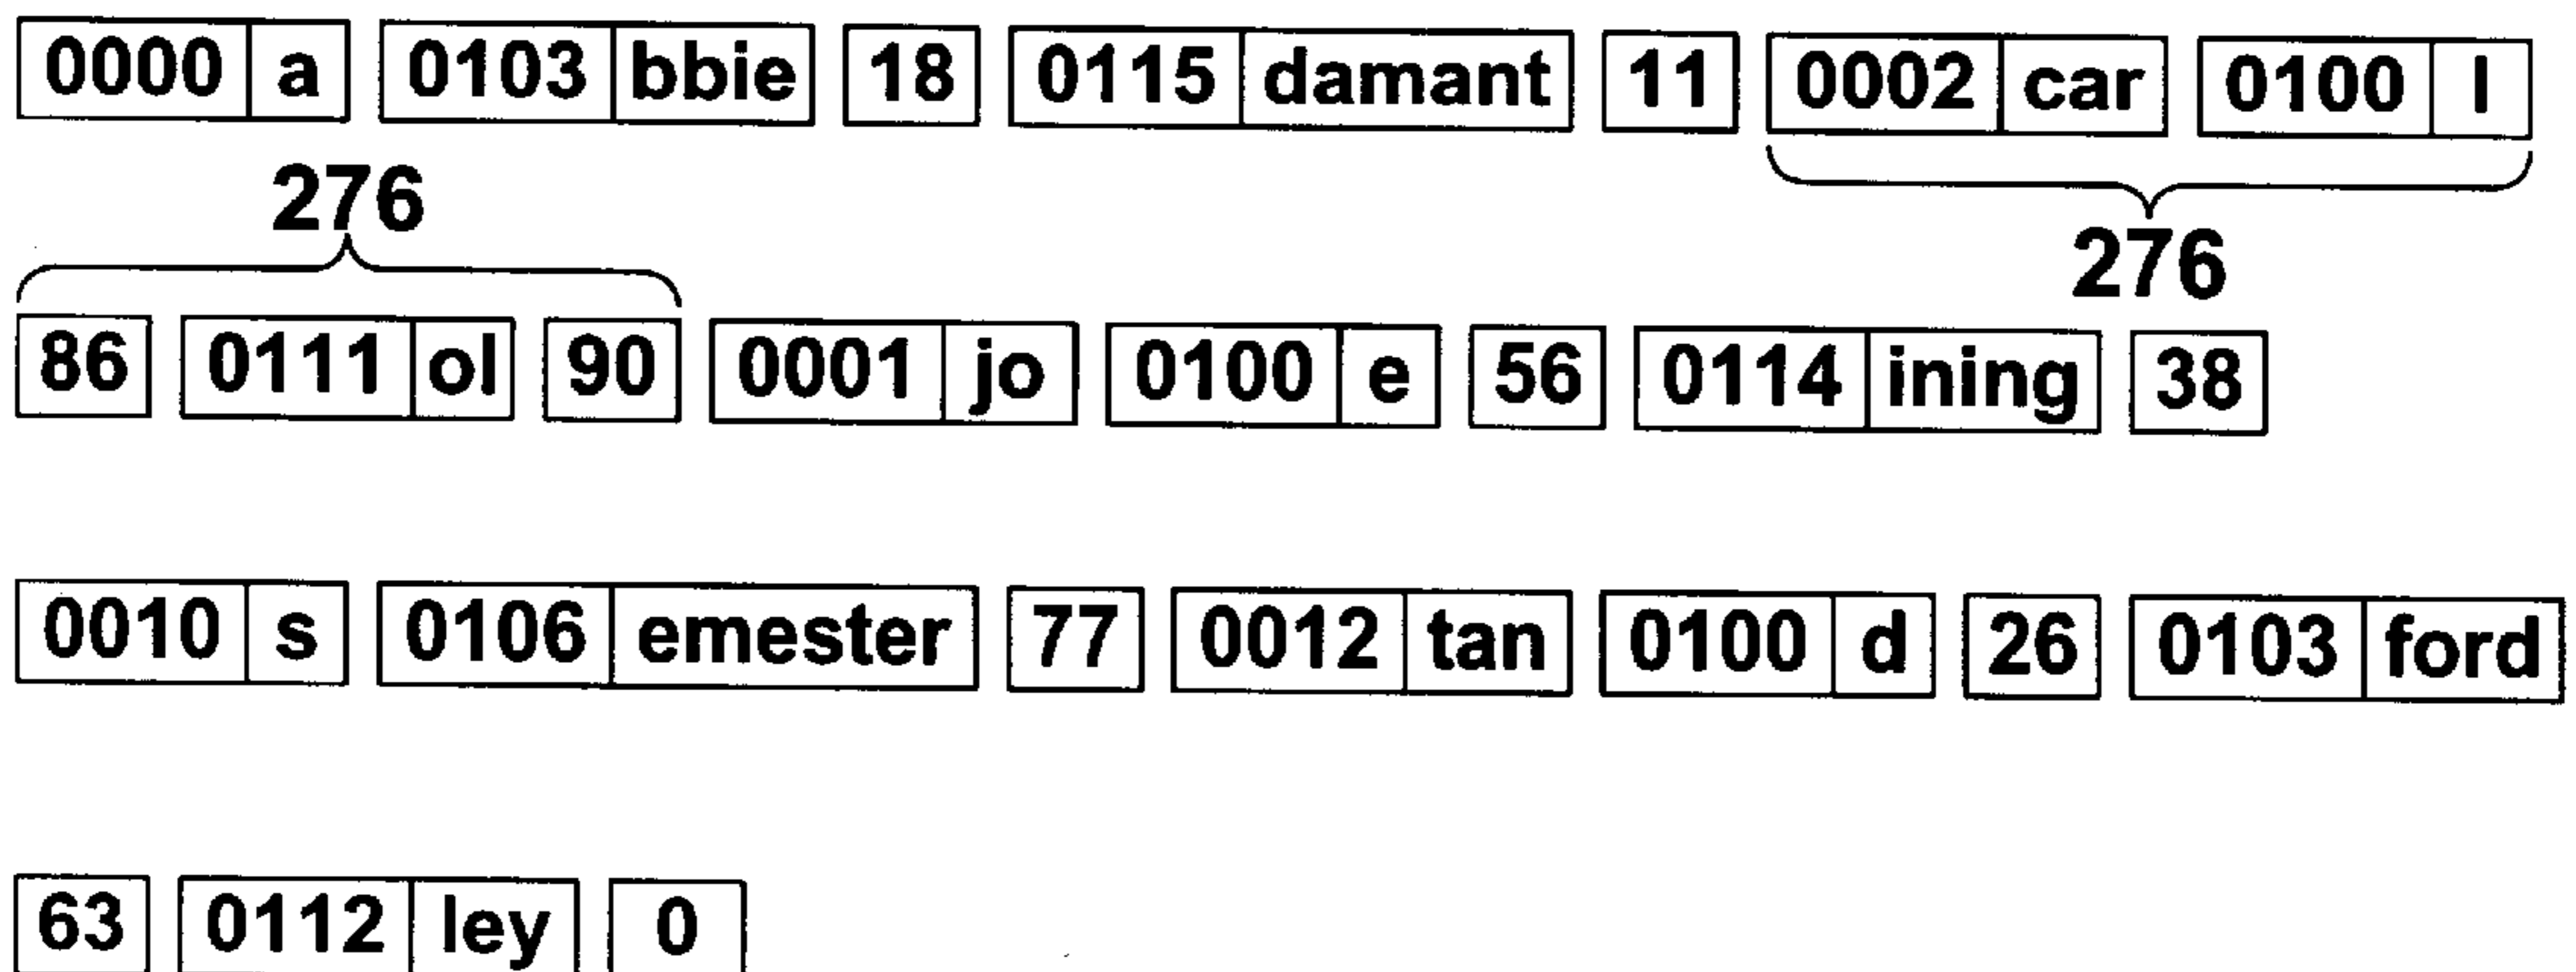 0000 a 0103 bbie 18 0115 damant 11 0002 car 0100 l
276
276
86 0111 ol 90 0001 jo 0100 e 56 0114 ining 38
0010 s 0106 emester 77 0012 tan 0100 d 26 0103 ford
63 0112 ley 0